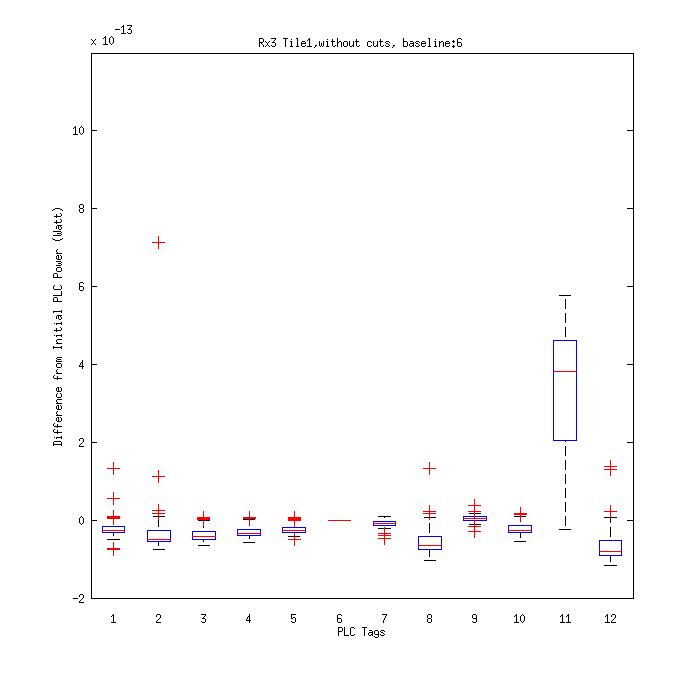 x 10^-13
Rx3 Tile1,without cuts, baseline:6
Difference from Initial PLC Power (Watt)
10
8
6
4
2
0
-2
1 2 3 4 5 6 7 8 9 10 11 12
PLC Tags